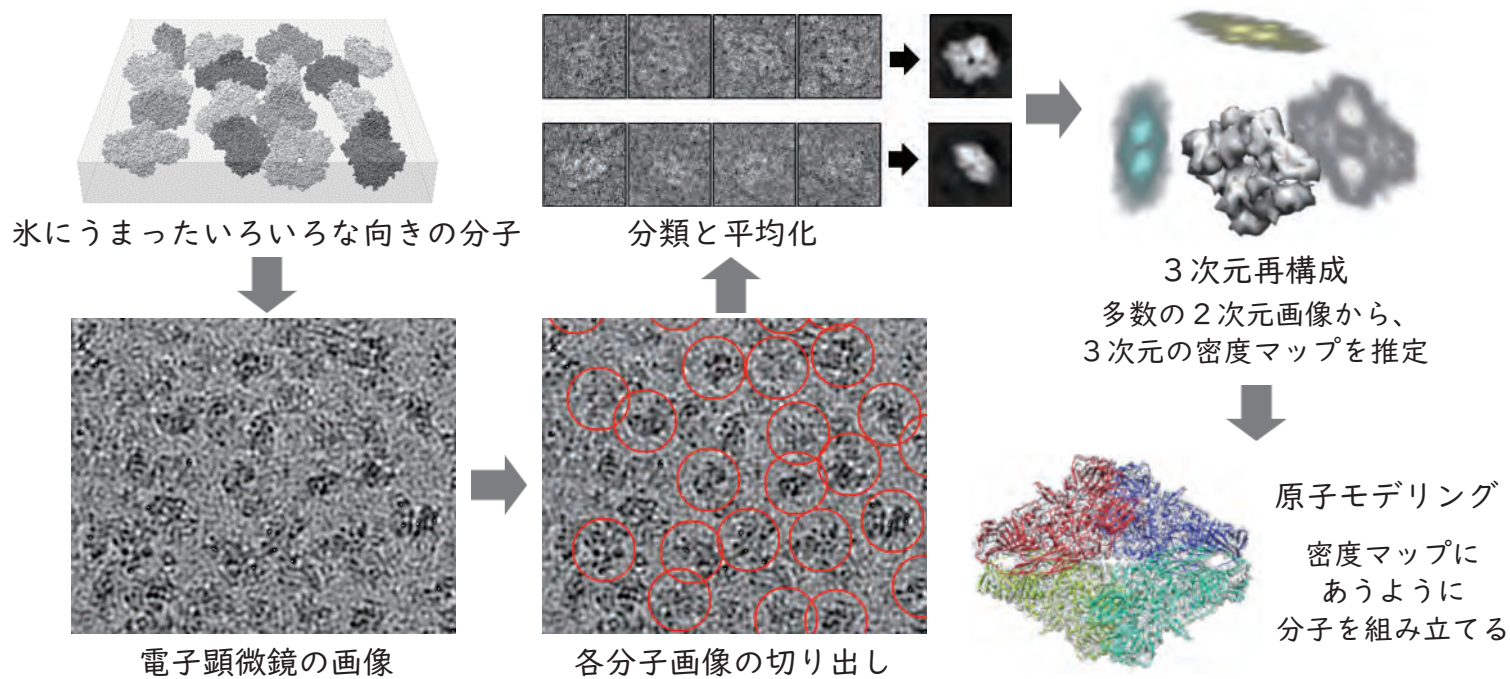 氷にうまったいろいろな向きの分子
電子顕微鏡の画像
各分子画像の切り出し
分類と平均化
３次元再構成
多数の２次元画像から、
３次元の密度マップを推定
原子モデリング
密度マップに
あうように
分子を組み立てる